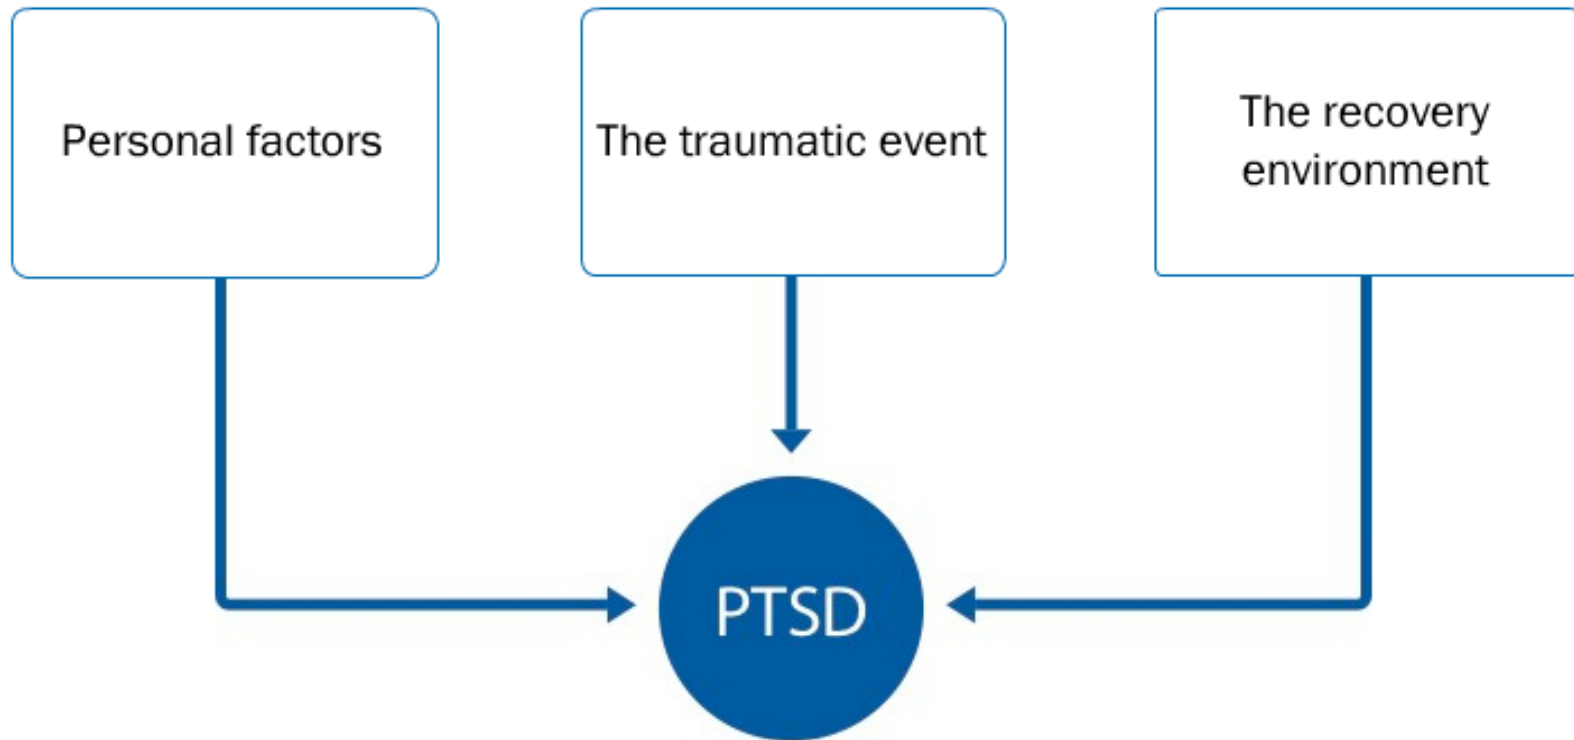 Personal factors
The traumatic event
The recovery
environment
PTSD